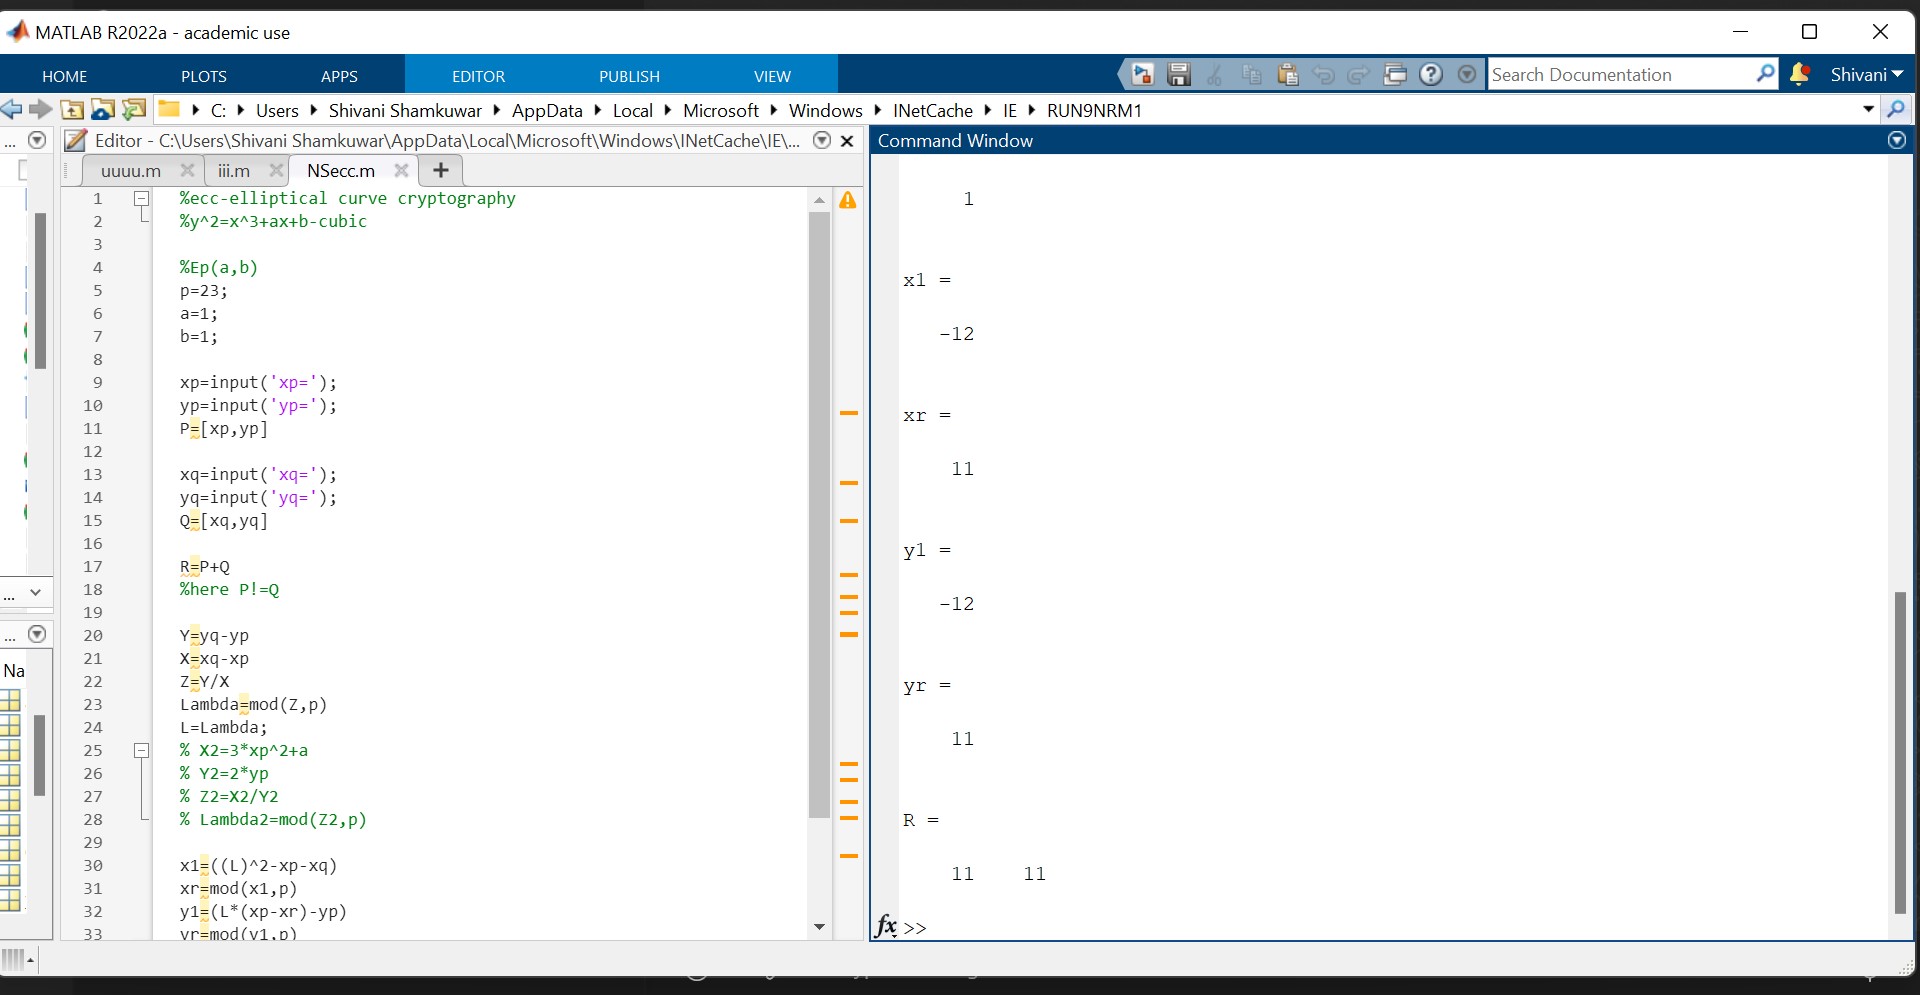 MATLAB R2022a - academic use
HOME PLOTS APPS EDITOR PUBLISH VIEW
Search Documentation
Shivani
C: Users Shivani Shamkuwar AppData Local Microsoft Windows INetCache IE RUN9NRM1
...
Editor - C:\Users\Shivani Shamkuwar\AppData\Local\Microsoft\Windows\INetCache\IE\...
uuuu.m iii.m NSecc.m +
1 %ecc-elliptical curve cryptography
2 %y^2=x^3+ax+b-cubic
3
4 %Ep(a,b)
5 p=23;
6 a=1;
7 b=1;
8
9 xp=input('xp=');
10 yp=input('yp=');
11 P=[xp,yp]
12
13 xq=input('xq=');
14 yq=input('yq=');
15 Q=[xq,yq]
16
17 R=P+Q
18 %here P!=Q
19
20 Y=yq-yp
21 X=xq-xp
22 Z=Y/X
23 Lambda=mod(Z,p)
24 L=Lambda;
25 % X2=3*xp^2+a
26 % Y2=2*yp
27 % Z2=X2/Y2
28 % Lambda2=mod(Z2,p)
29
30 x1=((L)^2-xp-xq)
31 xr=mod(x1,p)
32 y1=(L*(xp-xr)-yp)
33 yr=mod(y1,p)
...
...
Na
Command Window
1
x1 =
-12
xr =
11
y1 =
-12
yr =
11
R =
11 11
fx >>